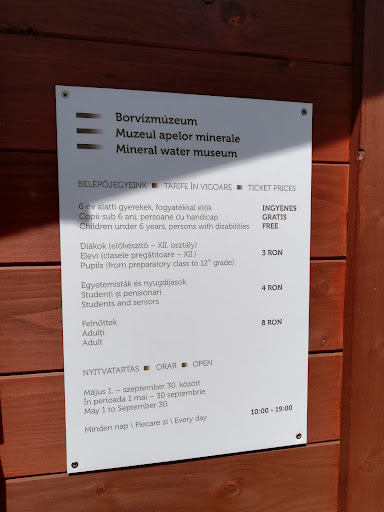 Borvízmúzeum
Muzeul apelor minerale
Mineral water museum
BELÉPŐJEGYEINK TARIFE ÎN VIGOARE TICKET PRICES
6 év alatti gyerekek, fogyatékkal élők INGYENES
Copii sub 6 ani, persoane cu handicap GRATIS
Children under 6 years, persons with disabilities FREE
Diákok (előkészítő – XII. osztály)
Elevi (clasele pregătitoare – XII.) 3 RON
Pupils (from preparatory class to 12th grade)
Egyetemisták és nyugdíjasok
Studenți și pensionari 4 RON
Students and seniors
Felnőttek 8 RON
Adulți
Adult
NYITVATARTÁS ORAR OPEN
Május 1. – szeptember 30. között
În perioada 1 mai – 30 septembrie
May 1 to September 30.
Minden nap \ Fiecare zi \ Every day 10:00 - 19:00